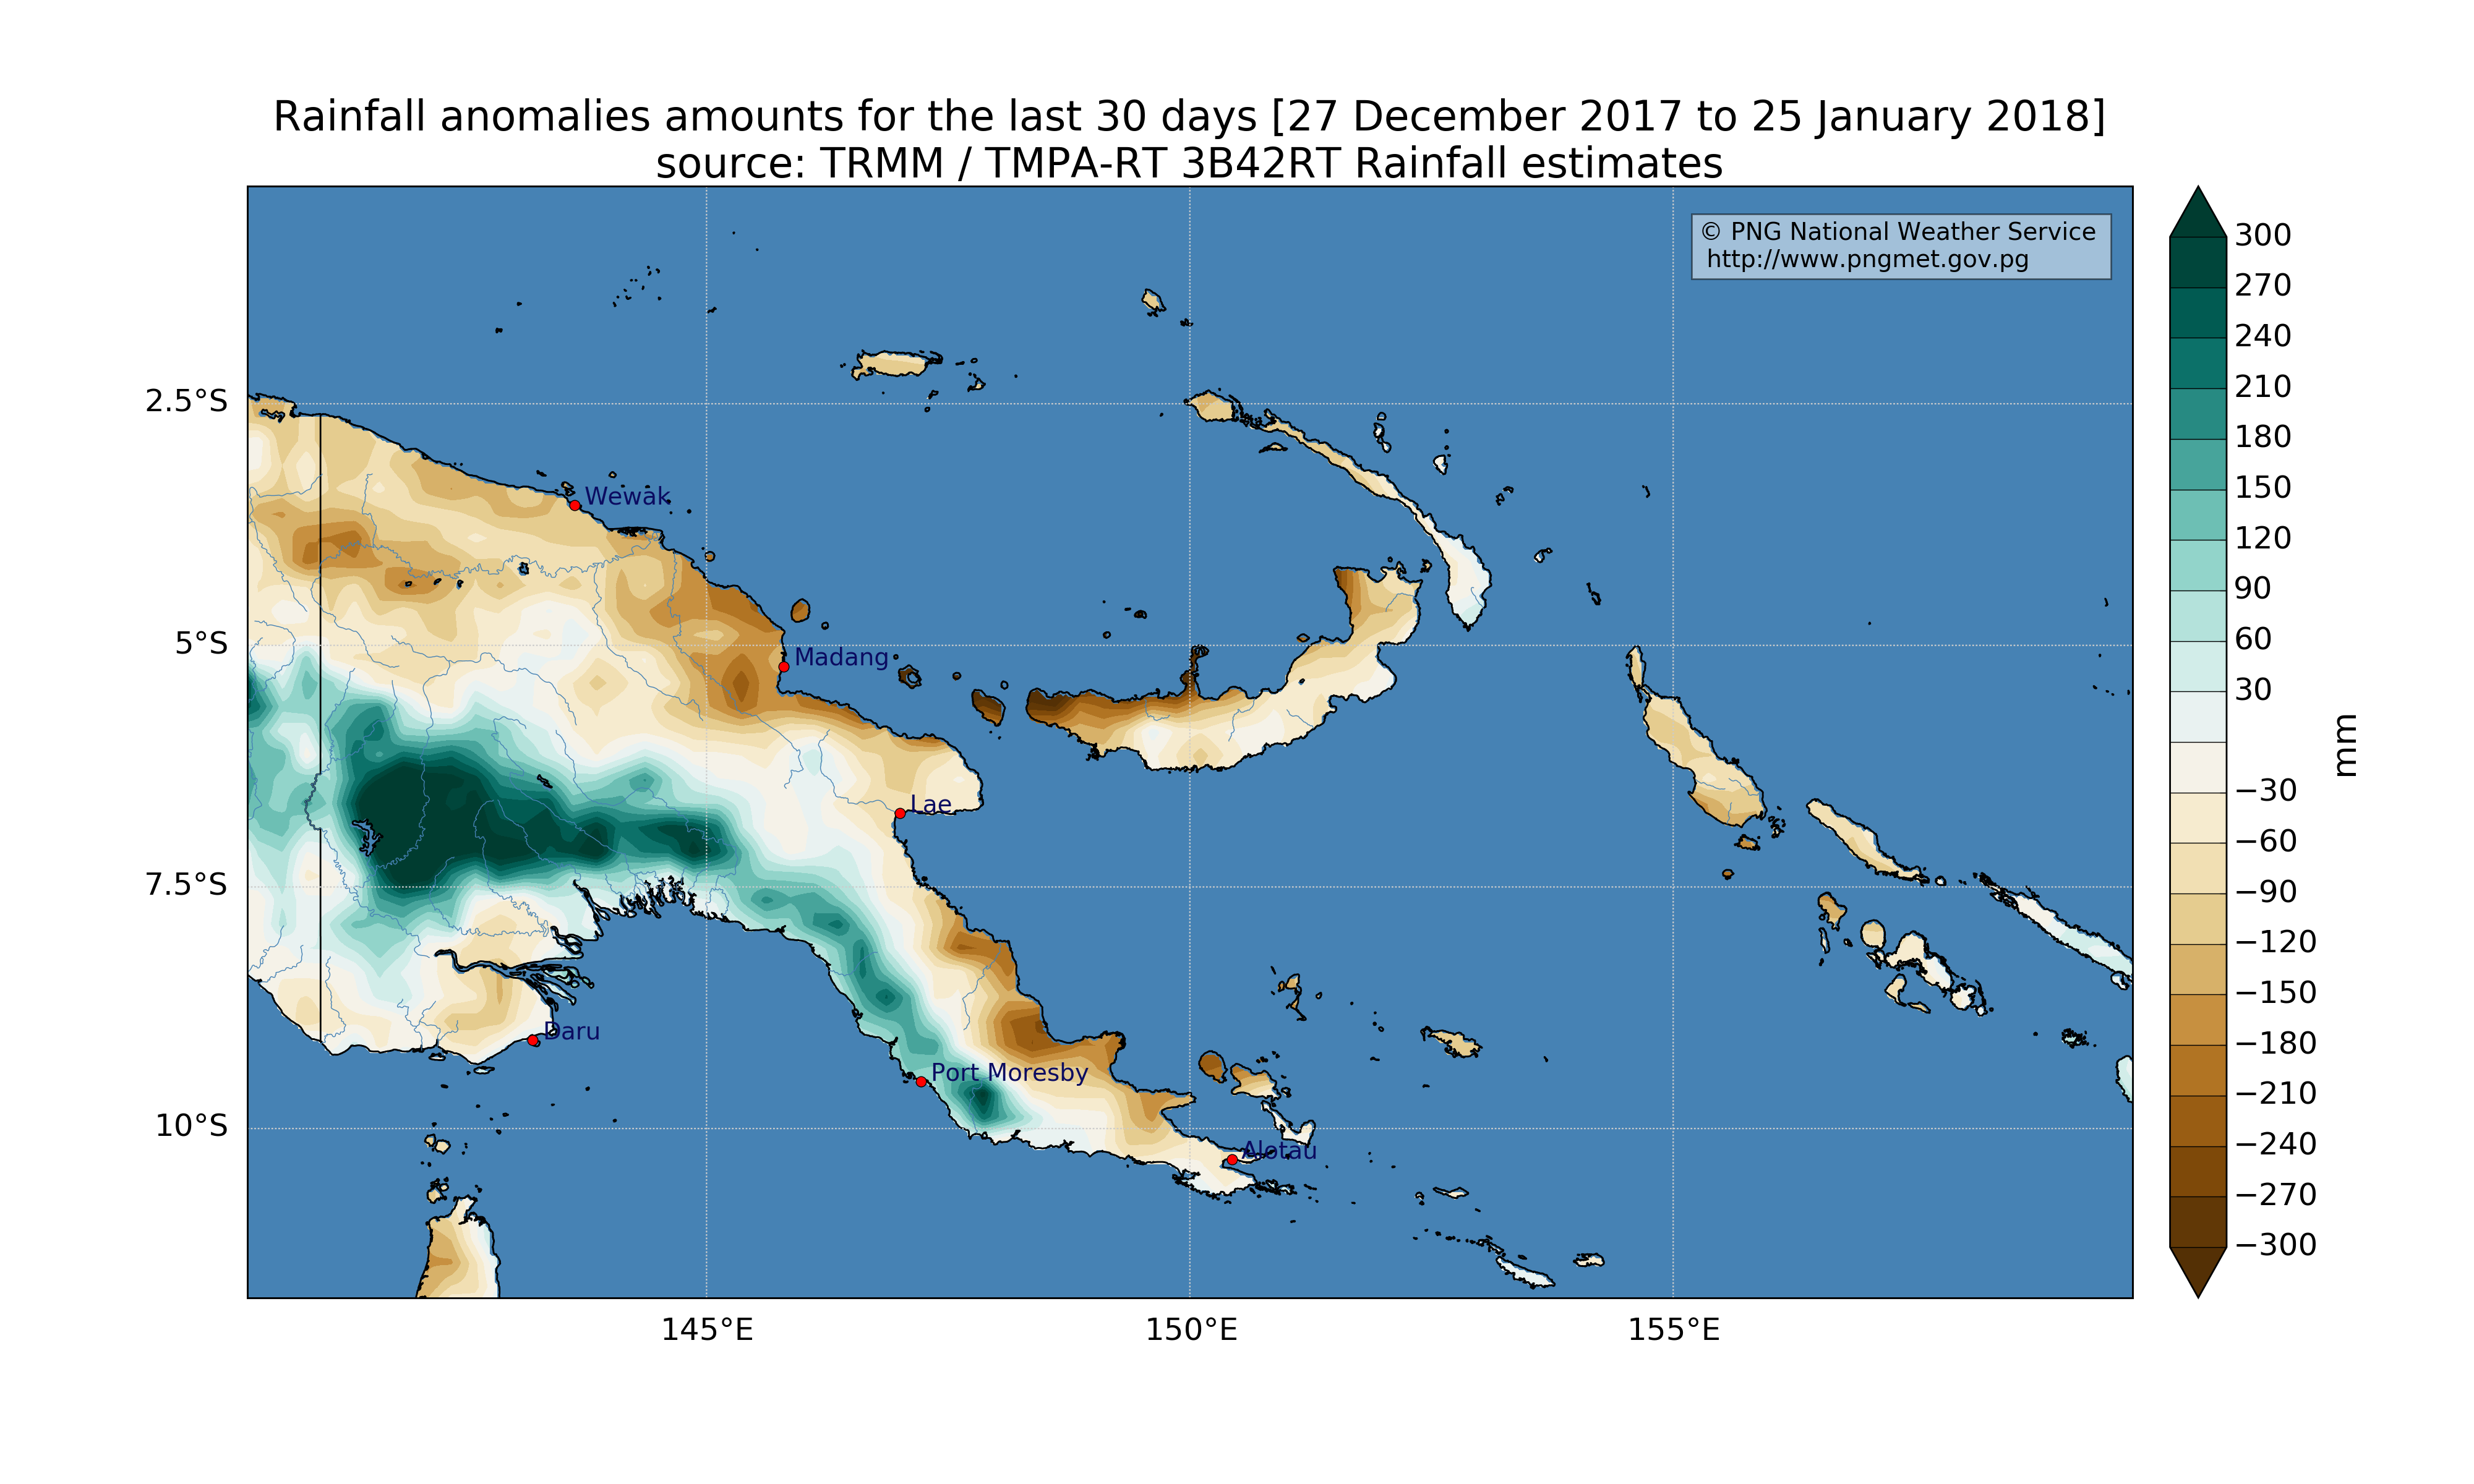 Rainfall anomalies amounts for the last 30 days [27 December 2017 to 25 January 2018]
source: TRMM / TMPA-RT 3B42RT Rainfall estimates
© PNG National Weather Service
http://www.pngmet.gov.pg
2.5°S
5°S
7.5°S
10°S
Wewak
Madang
Lae
Daru
Port Moresby
Alotau
145°E
150°E
155°E
300
270
240
210
180
150
120
90
60
30
−30
−60
−90
−120
−150
−180
−210
−240
−270
−300
mm